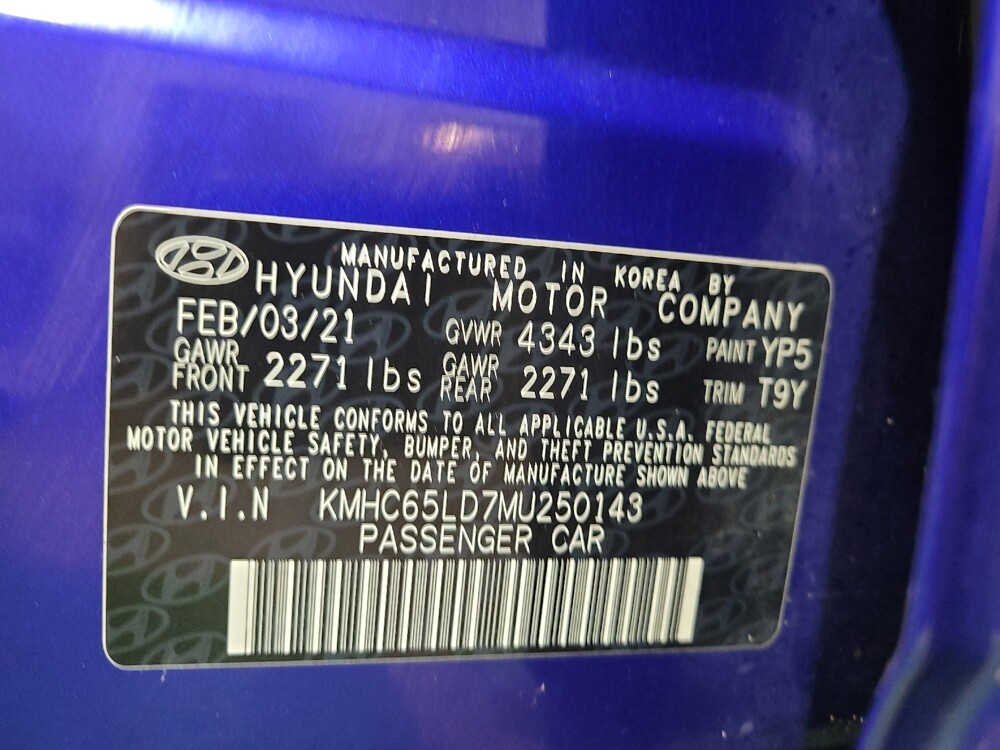 MANUFACTURED IN KOREA BY
HYUNDAI MOTOR COMPANY
FEB/03/21 GVWR 4343 lbs PAINT YP5
GAWR FRONT 2271 lbs GAWR REAR 2271 lbs TRIM T9Y
THIS VEHICLE CONFORMS TO ALL APPLICABLE U.S.A. FEDERAL
MOTOR VEHICLE SAFETY, BUMPER, AND THEFT PREVENTION STANDARDS
IN EFFECT ON THE DATE OF MANUFACTURE SHOWN ABOVE
V.I.N KMHC65LD7MU250143
PASSENGER CAR